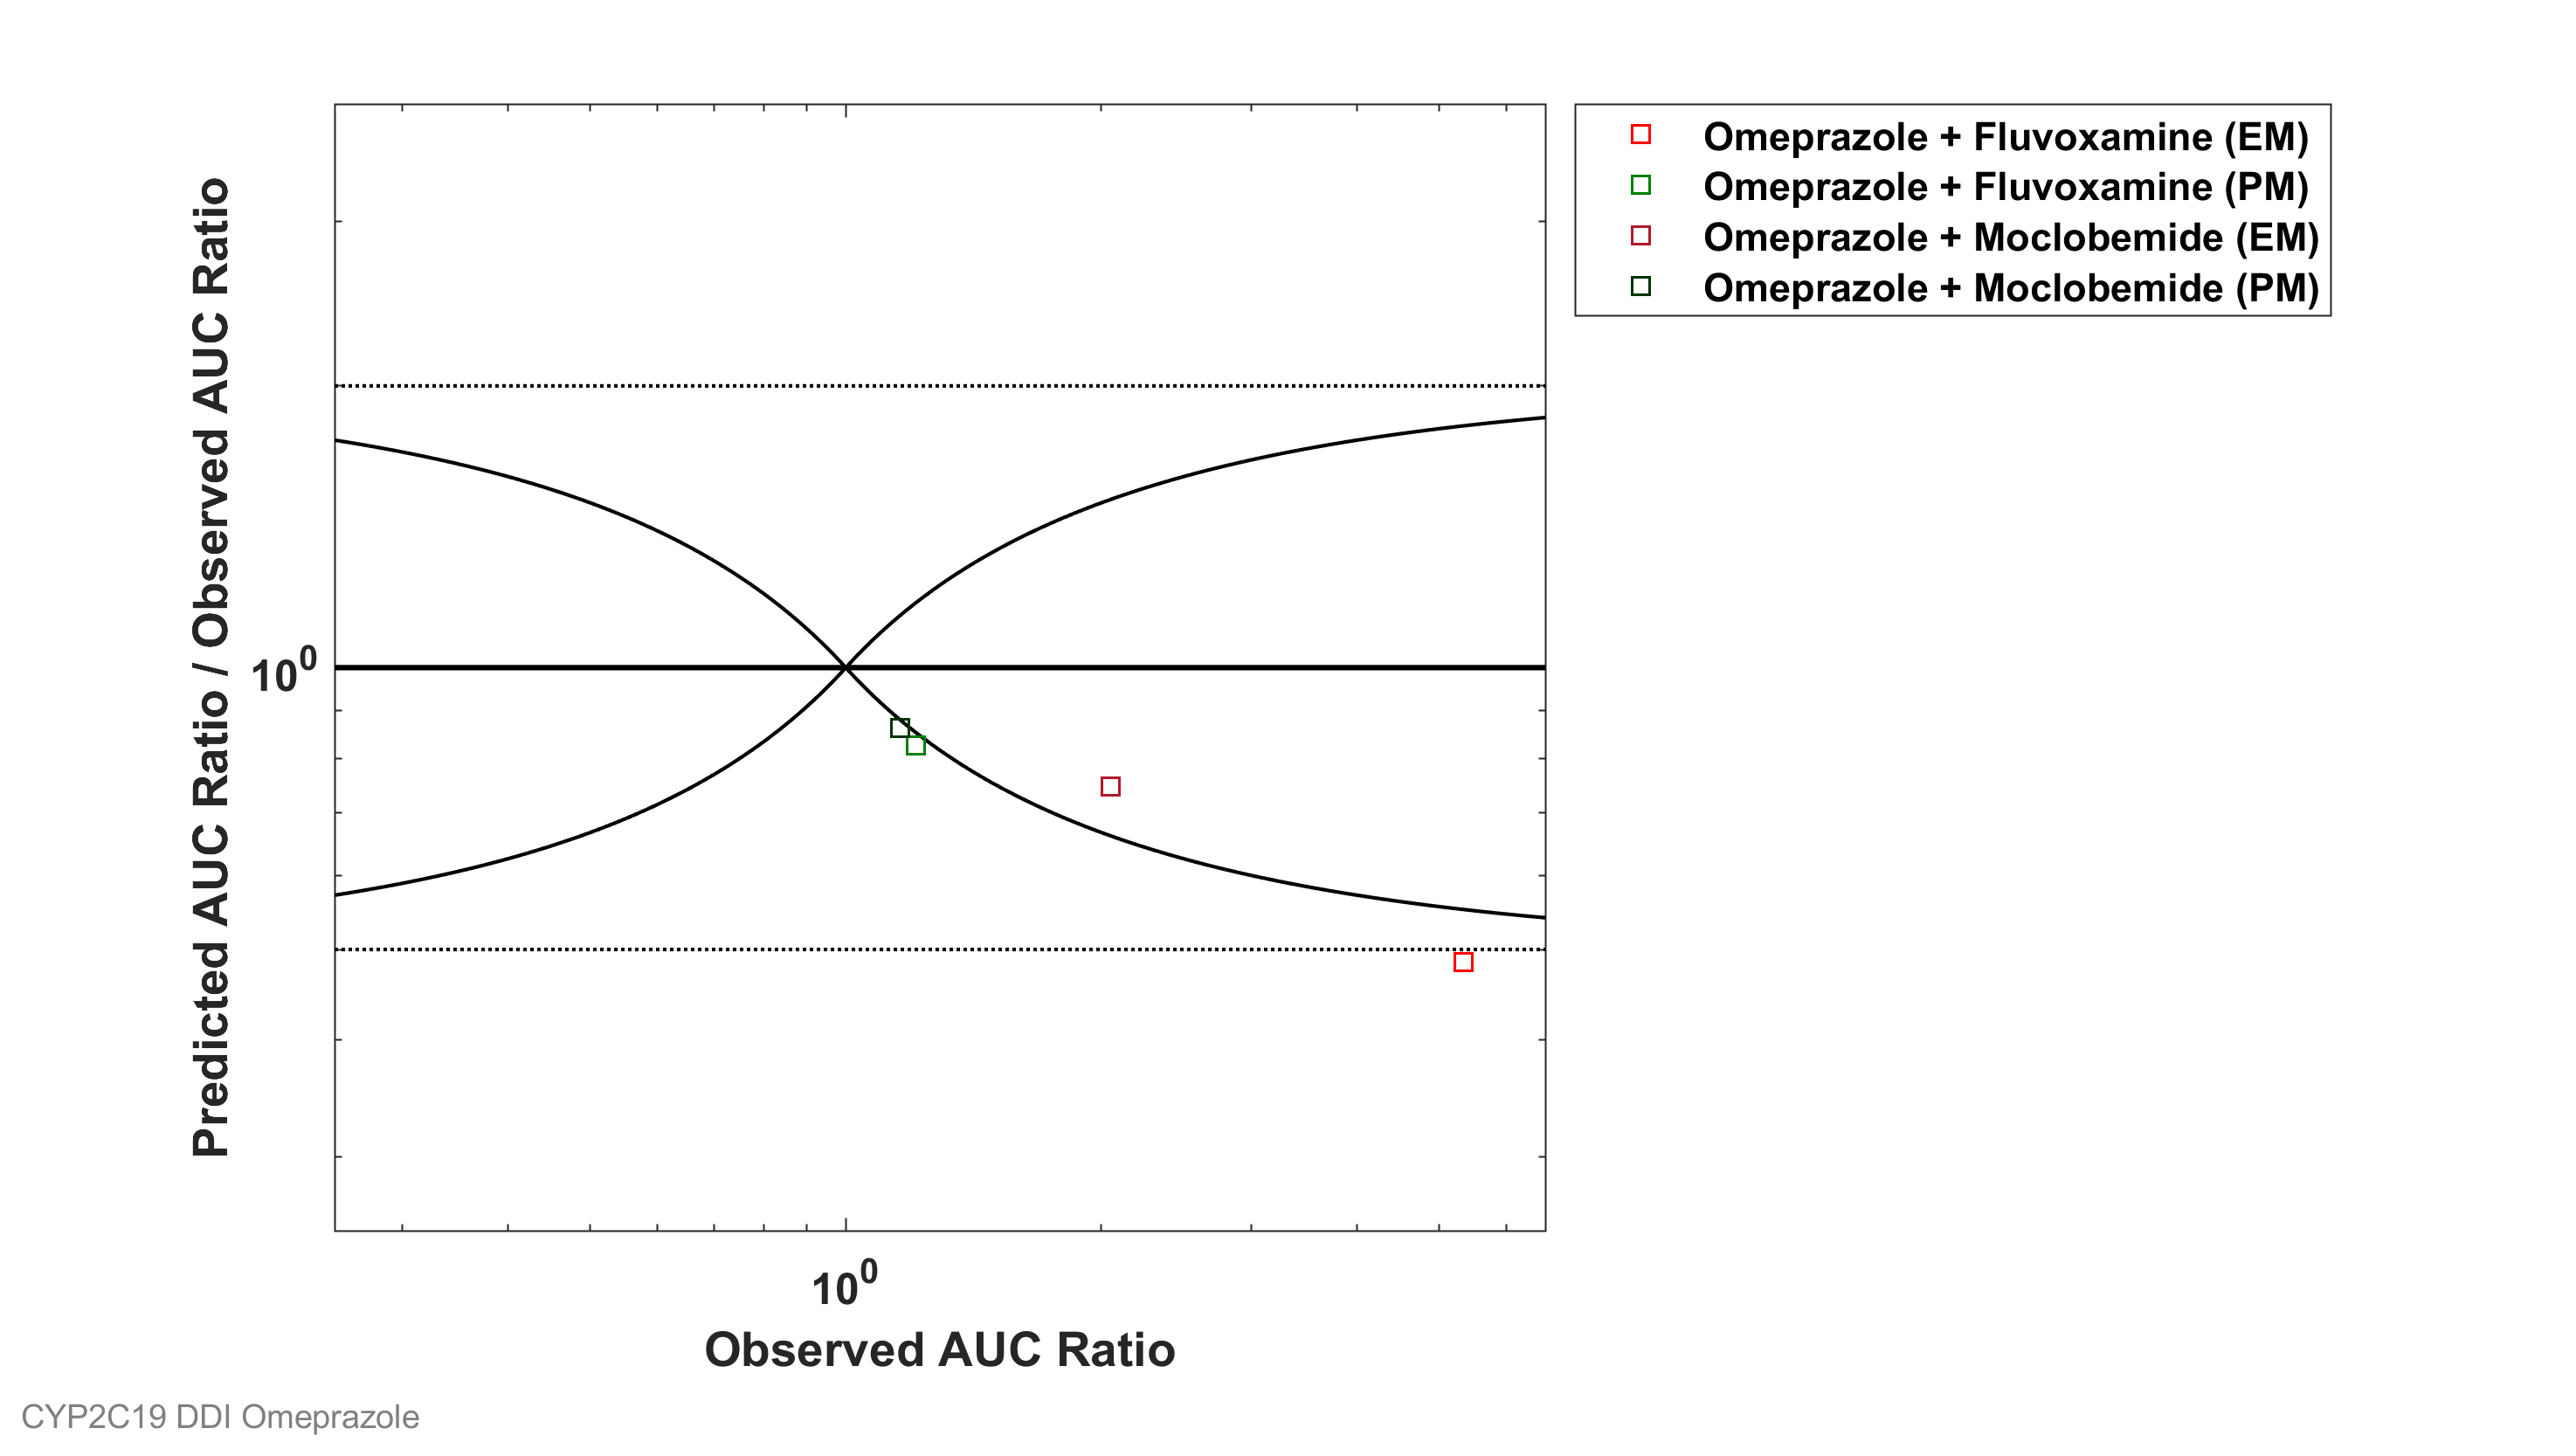 Omeprazole + Fluvoxamine (EM)
Omeprazole + Fluvoxamine (PM)
Omeprazole + Moclobemide (EM)
Omeprazole + Moclobemide (PM)
Predicted AUC Ratio / Observed AUC Ratio
10^0
10^0
Observed AUC Ratio
CYP2C19 DDI Omeprazole